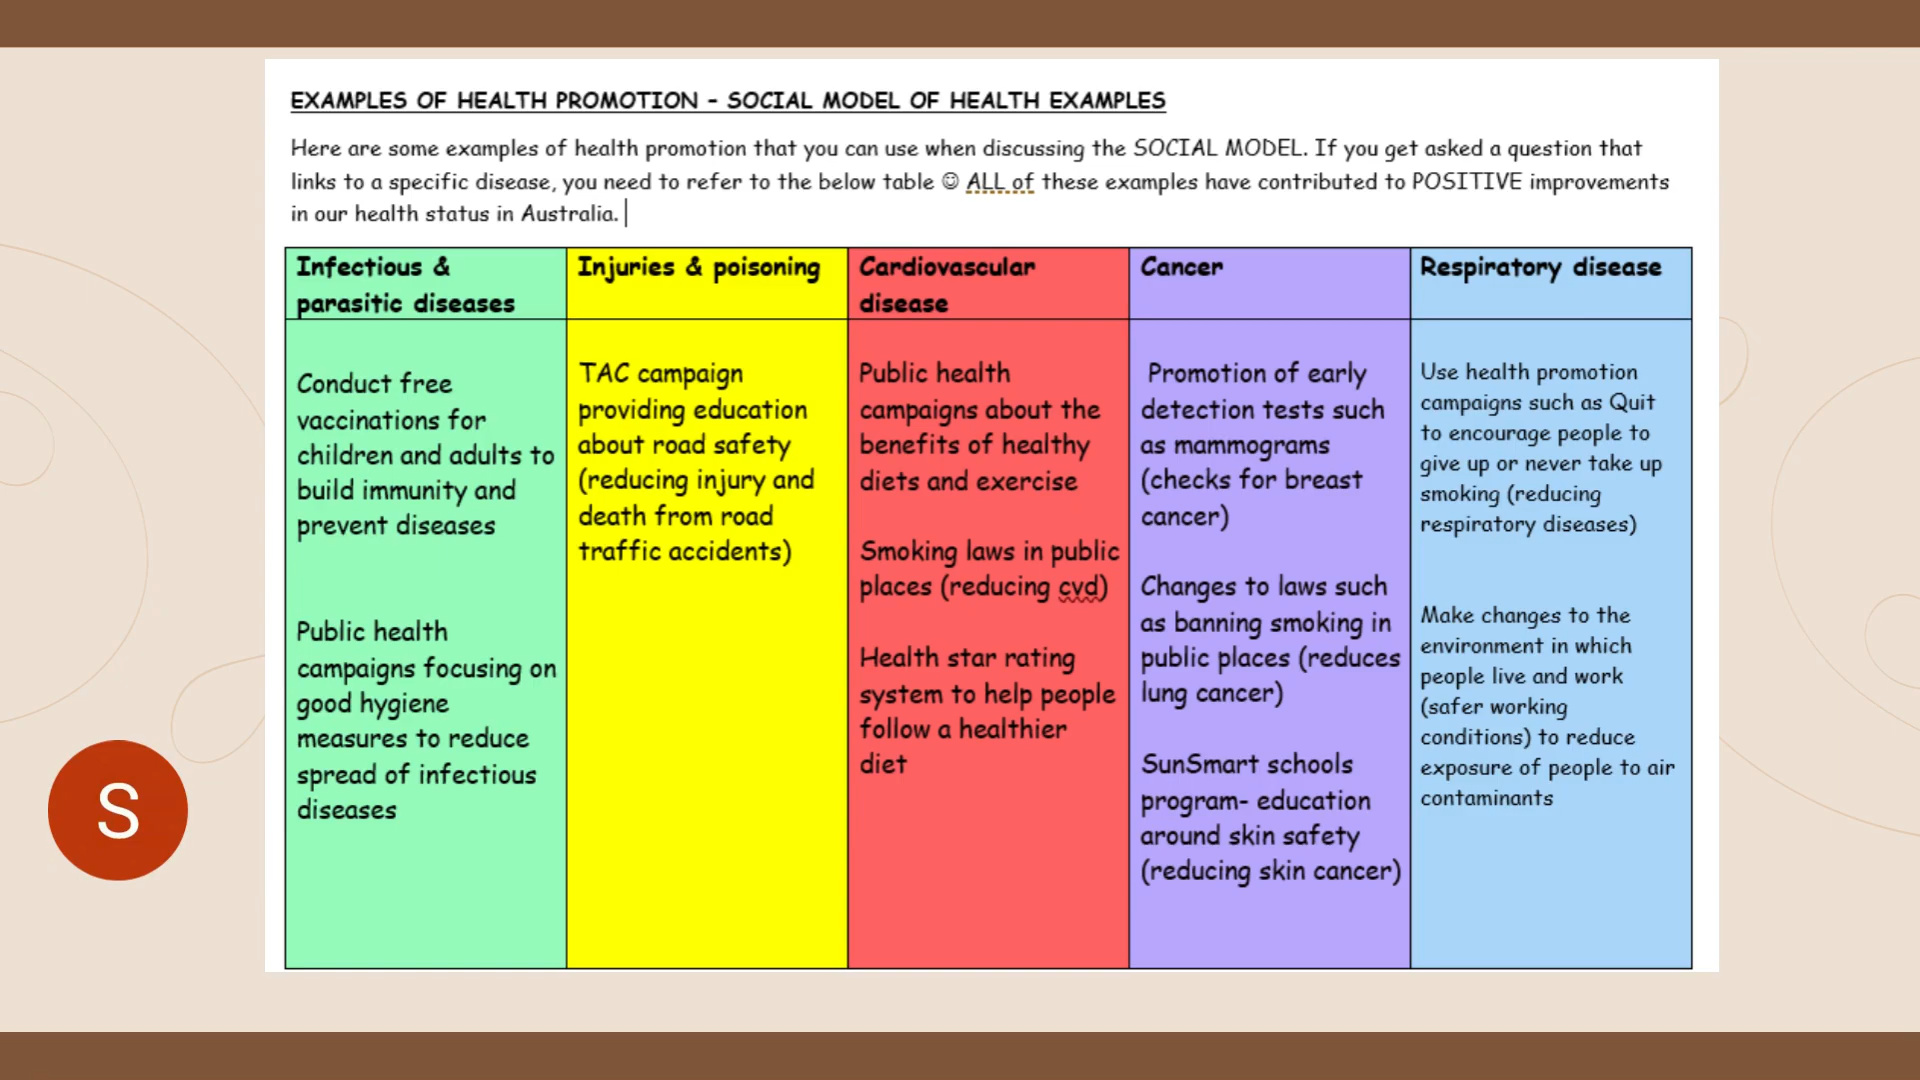 EXAMPLES OF HEALTH PROMOTION – SOCIAL MODEL OF HEALTH EXAMPLES
Here are some examples of health promotion that you can use when discussing the SOCIAL MODEL. If you get asked a question that
links to a specific disease, you need to refer to the below table ☺ ALL of these examples have contributed to POSITIVE improvements
in our health status in Australia.
Infectious &
parasitic diseases
Conduct free
vaccinations for
children and adults to
build immunity and
prevent diseases
Public health
campaigns focusing on
good hygiene
measures to reduce
spread of infectious
diseases
Injuries & poisoning
TAC campaign
providing education
about road safety
(reducing injury and
death from road
traffic accidents)
Cardiovascular
disease
Public health
campaigns about the
benefits of healthy
diets and exercise
Smoking laws in public
places (reducing cvd)
Health star rating
system to help people
follow a healthier
diet
Cancer
Promotion of early
detection tests such
as mammograms
(checks for breast
cancer)
Changes to laws such
as banning smoking in
public places (reduces
lung cancer)
SunSmart schools
program- education
around skin safety
(reducing skin cancer)
Respiratory disease
Use health promotion
campaigns such as Quit
to encourage people to
give up or never take up
smoking (reducing
respiratory diseases)
Make changes to the
environment in which
people live and work
(safer working
conditions) to reduce
exposure of people to air
contaminants
S